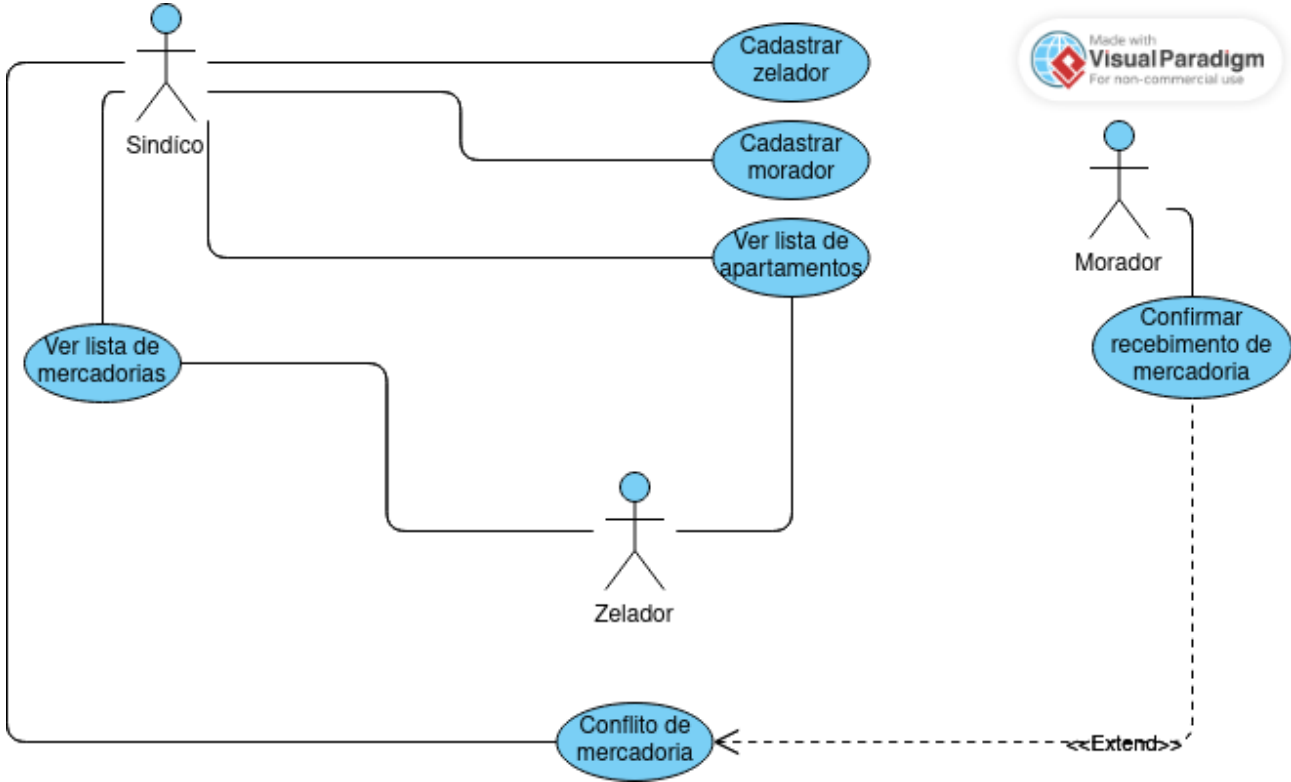 Sindico
Cadastrar
zelador
Made with
Visual Paradigm
For non-commercial use
Cadastrar
morador
Ver lista de
apartamentos
Morador
Ver lista de
mercadorias
Confirmar
recebimento de
mercadoria
Zelador
Conflito de
mercadoria
<<Extend>>